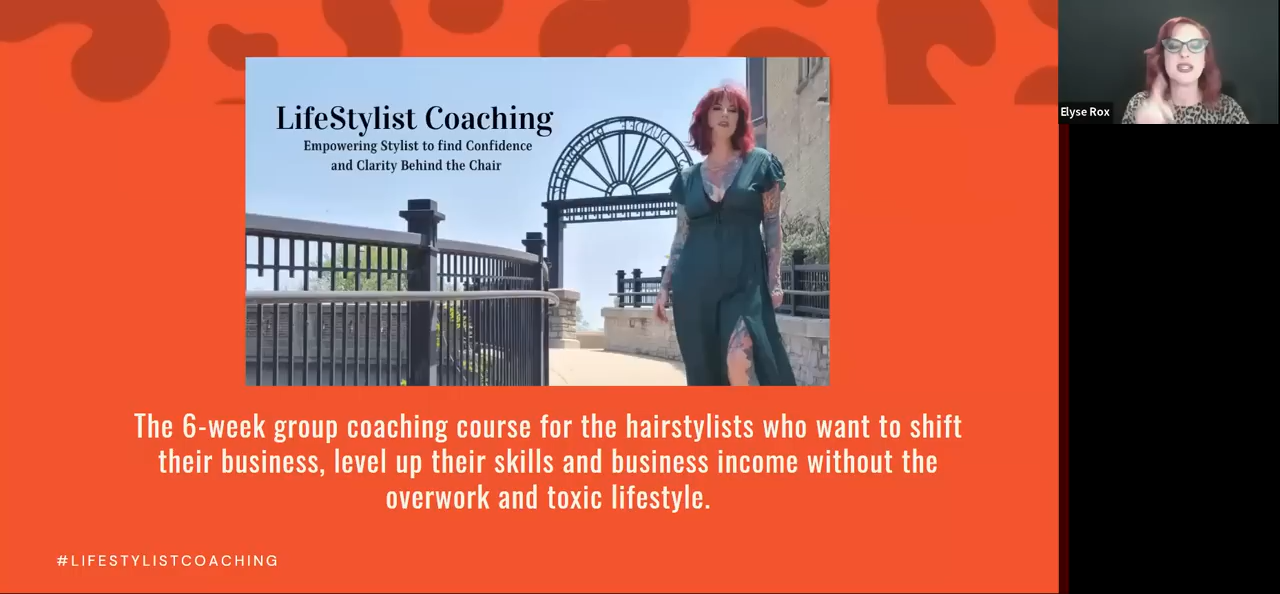 LifeStylist Coaching
Empowering Stylist to find Confidence
and Clarity Behind the Chair
The 6-week group coaching course for the hairstylists who want to shift
their business, level up their skills and business income without the
overwork and toxic lifestyle.
#LIFESTYLISTCOACHING
Elyse Rox